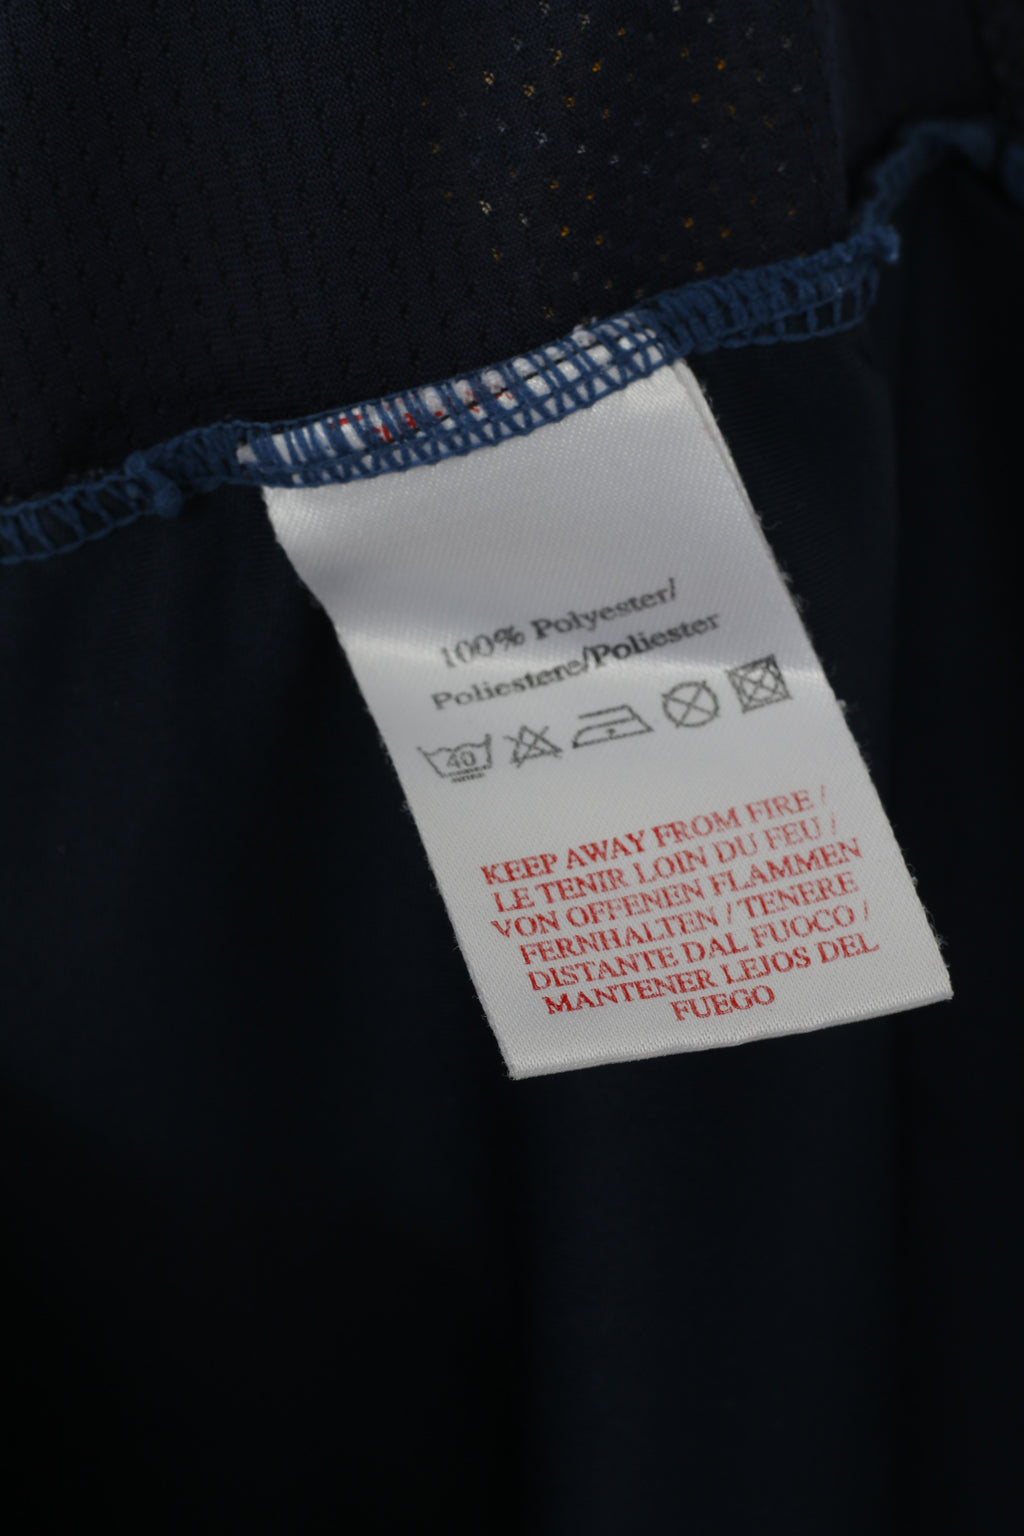 100% Polyester/
Poliestere/Poliester
40
KEEP AWAY FROM FIRE /
LE TENIR LOIN DU FEU /
VON OFFENEN FLAMMEN
FERNHALTEN / TENERE
DISTANTE DAL FUOCO /
MANTENER LEJOS DEL
FUEGO